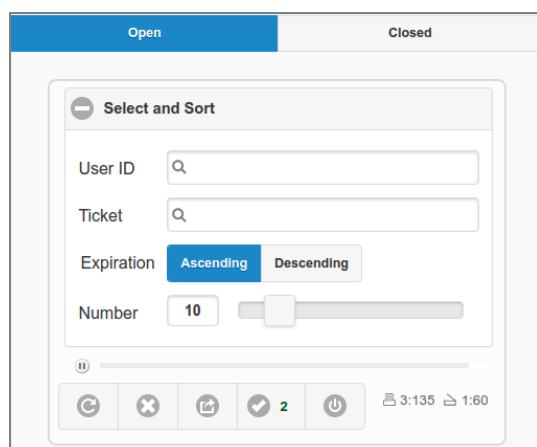 Open Closed
Select and Sort
User ID
Ticket
Expiration Ascending Descending
Number 10
2 3:135 1:60